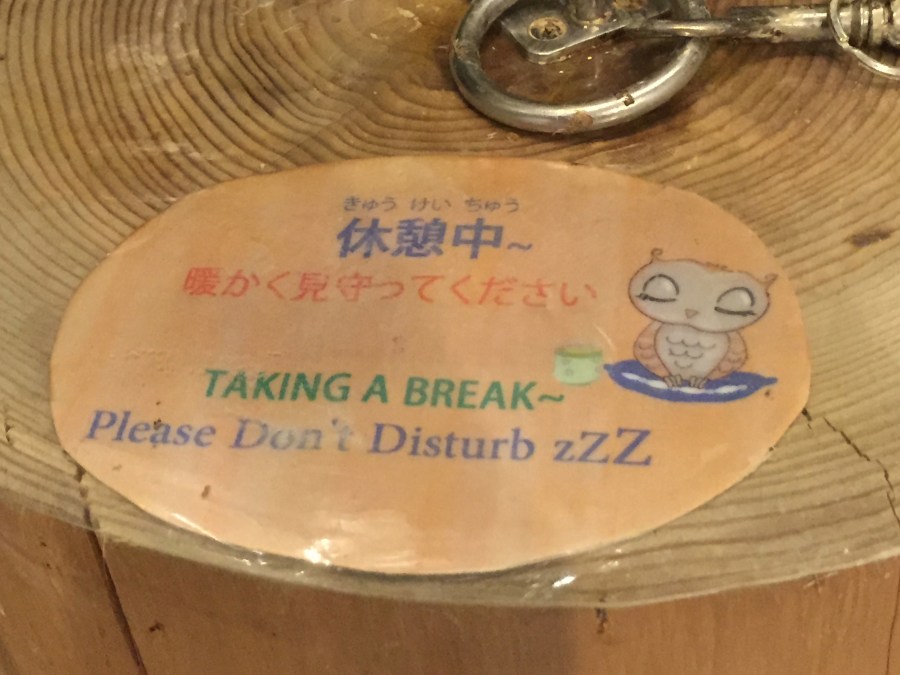 きゅう けい ちゅう
休憩中~
暖かく見守ってください
TAKING A BREAK~
Please Don't Disturb zZZ